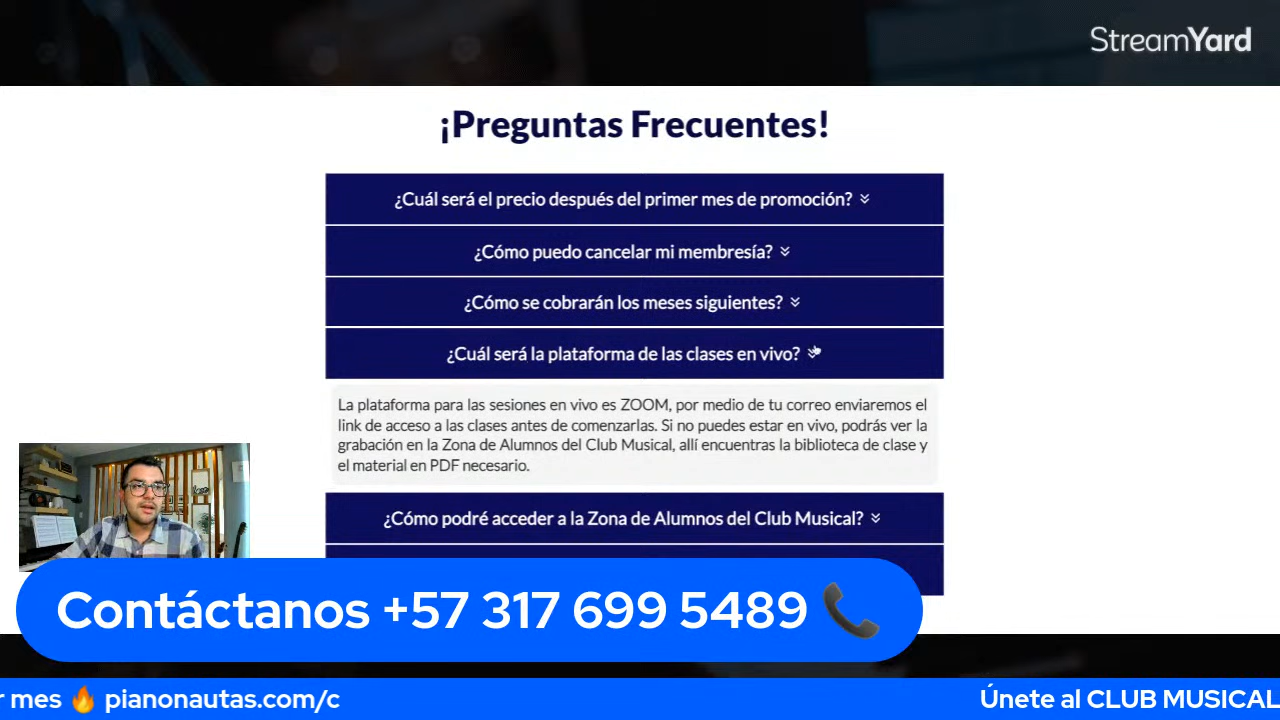 StreamYard
¡Preguntas Frecuentes!
¿Cuál será el precio después del primer mes de promoción?
¿Cómo puedo cancelar mi membresía?
¿Cómo se cobrarán los meses siguientes?
¿Cuál será la plataforma de las clases en vivo?
La plataforma para las sesiones en vivo es ZOOM, por medio de tu correo enviaremos el
link de acceso a las clases antes de comenzarlas. Si no puedes estar en vivo, podrás ver la
grabación en la Zona de Alumnos del Club Musical, allí encuentras la biblioteca de clase y
el material en PDF necesario.
¿Cómo podré acceder a la Zona de Alumnos del Club Musical?
Contáctanos +57 317 699 5489 📞
r mes 🔥 pianonautas.com/c
Únete al CLUB MUSICAL